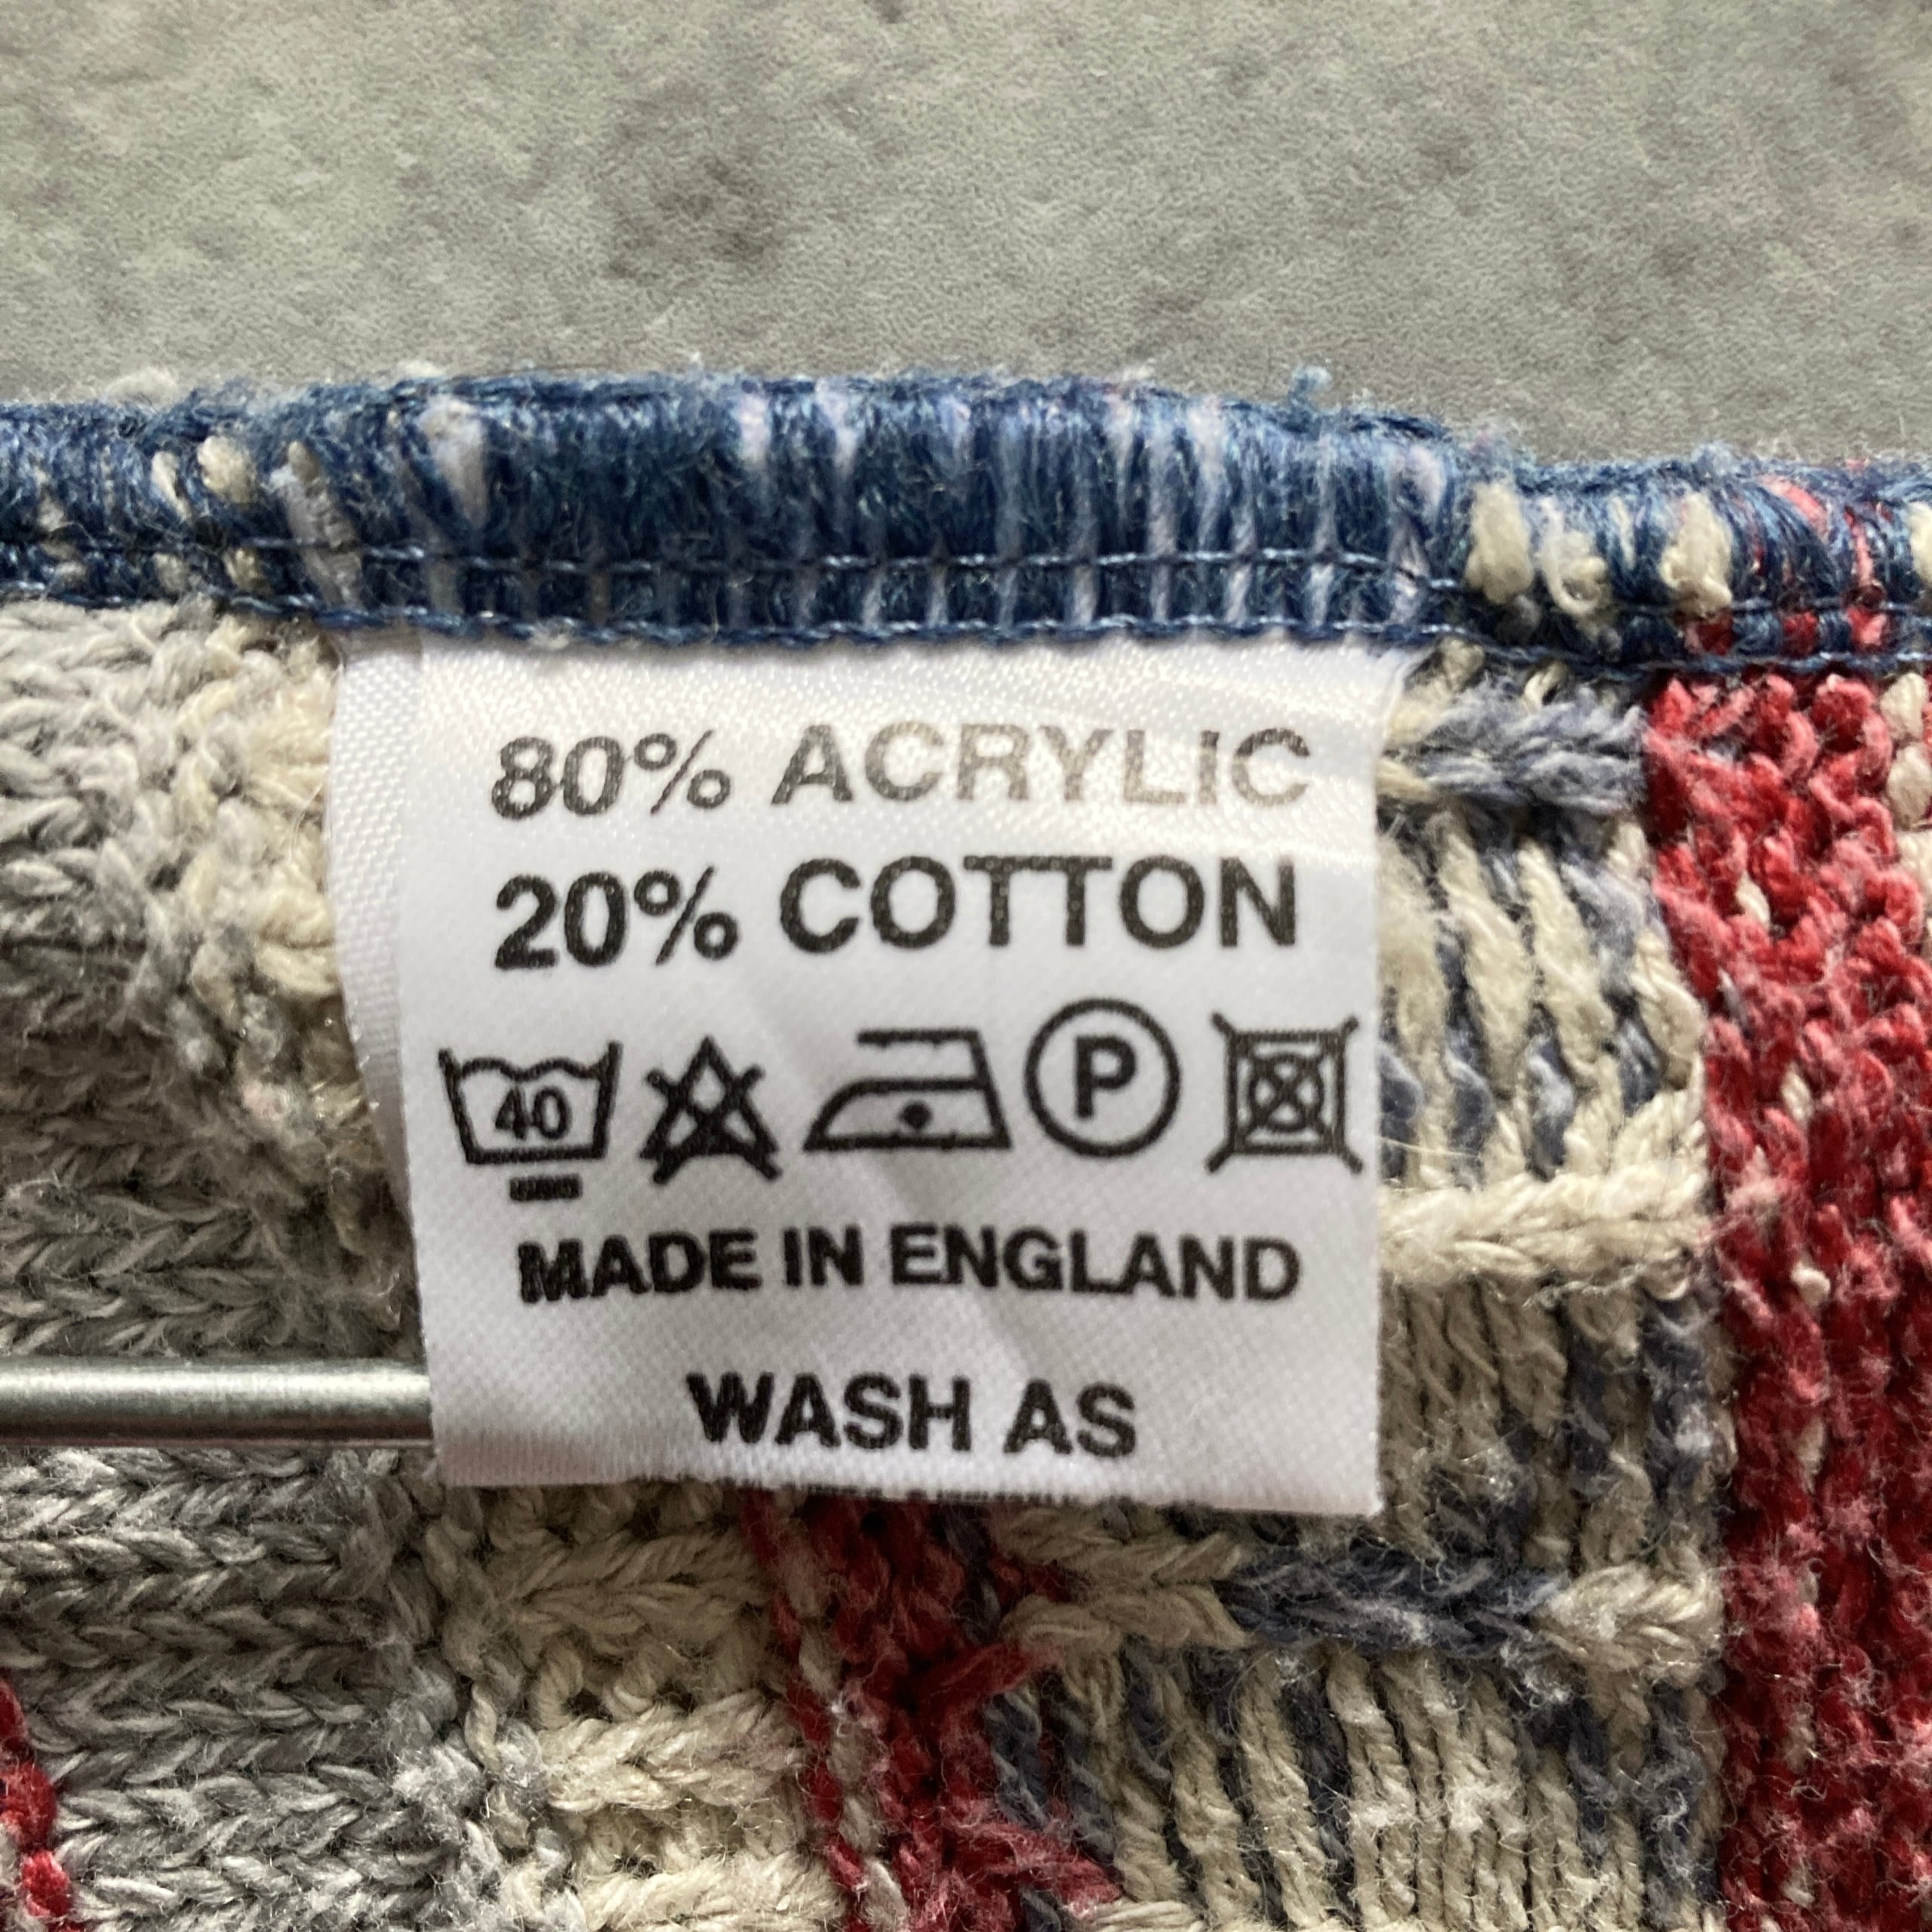 80% ACRYLIC
20% COTTON
40 P
MADE IN ENGLAND
WASH AS